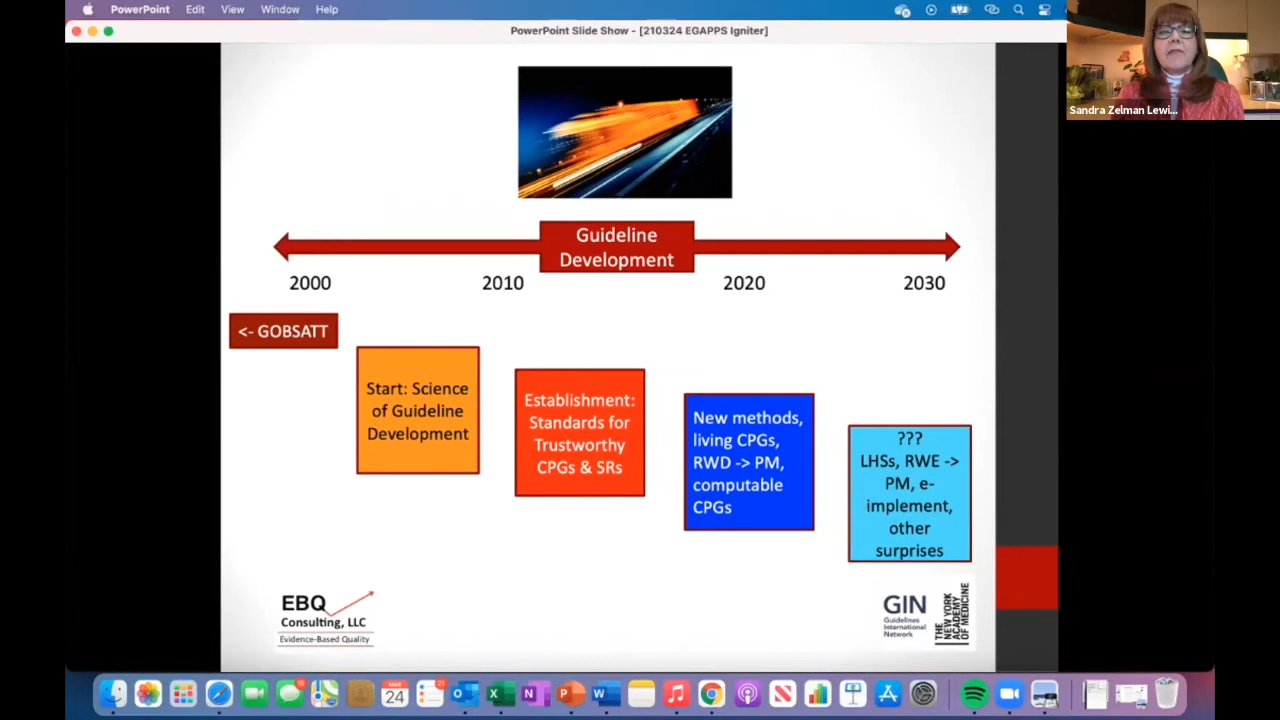 PowerPoint Edit View Window Help
PowerPoint Slide Show - [210324 EGAPPS Igniter]
Sandra Zelman Lewi...
Guideline
Development
2000 2010 2020 2030
<- GOBSATT
Start: Science
of Guideline
Development
Establishment:
Standards for
Trustworthy
CPGs & SRs
New methods,
living CPGs,
RWD -> PM,
computable
CPGs
???
LHSs, RWE ->
PM, e-
implement,
other
surprises
EBQ
Consulting, LLC
Evidence-Based Quality
GIN
Guidelines
International
Network
THE
NEW YORK
ACADEMY
OF MEDICINE
MAR
24